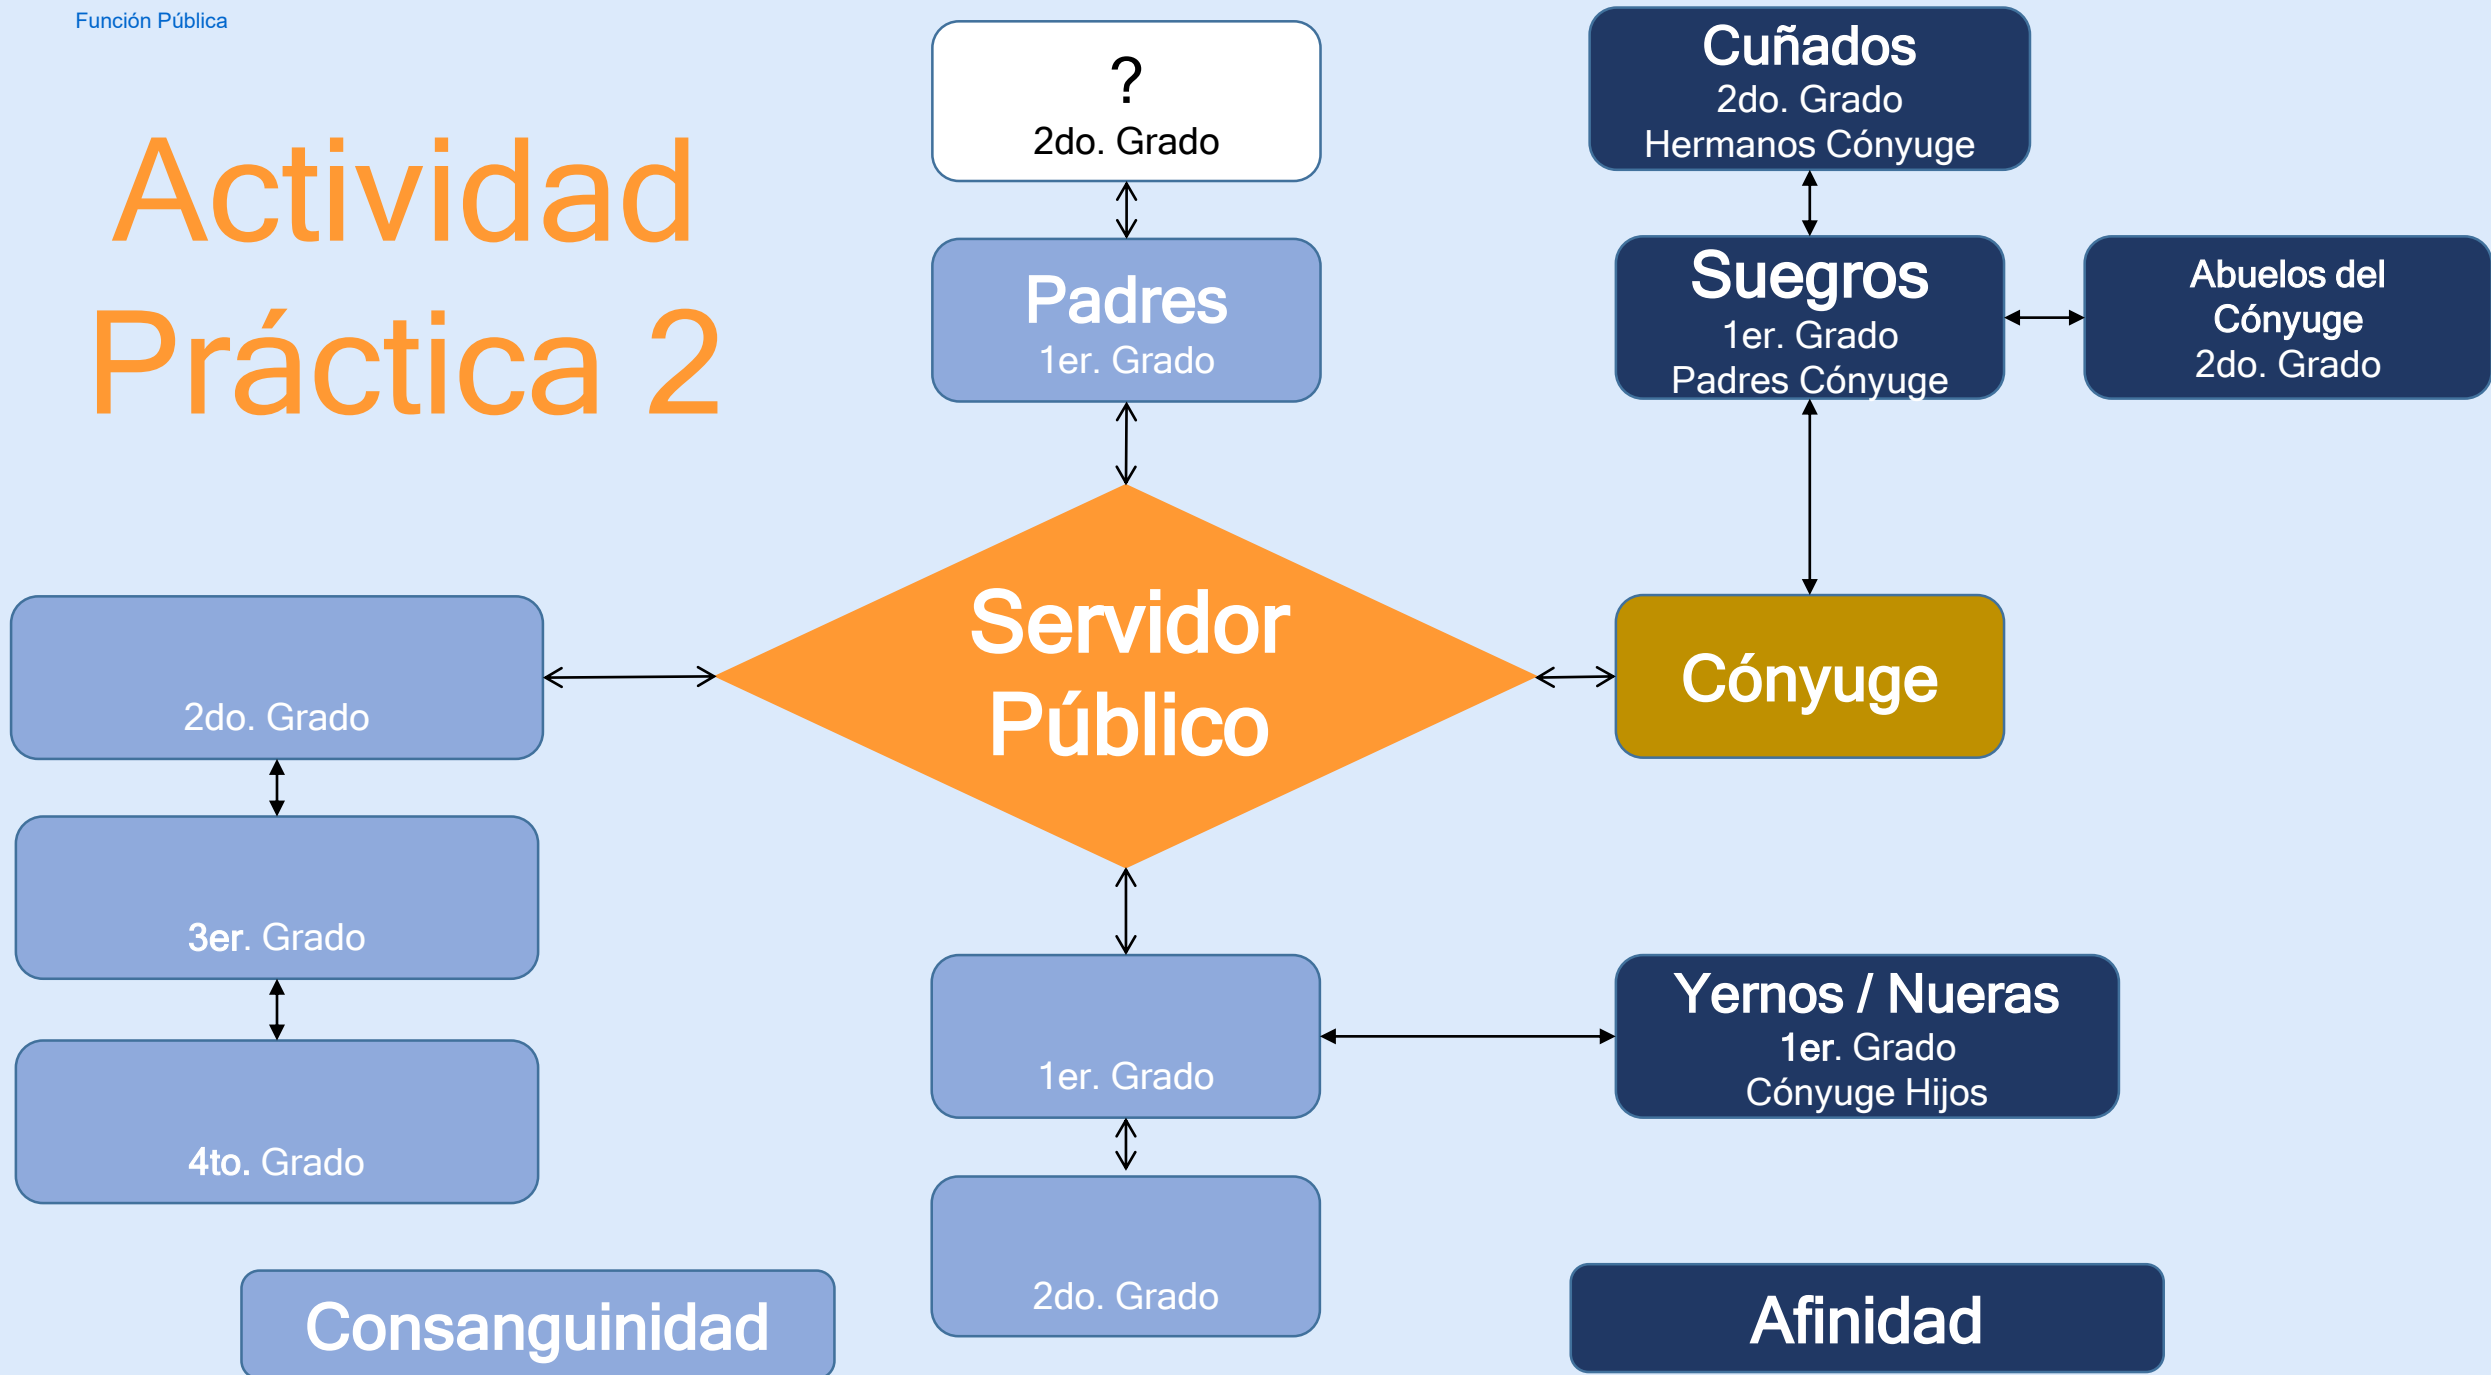 Función Pública
Actividad
Práctica 2
?
2do. Grado
Padres
1er. Grado
Cuñados
2do. Grado
Hermanos Cónyuge
Suegros
1er. Grado
Padres Cónyuge
Abuelos del
Cónyuge
2do. Grado
Servidor
Público
Cónyuge
2do. Grado
3er. Grado
4to. Grado
1er. Grado
Yernos / Nueras
1er. Grado
Cónyuge Hijos
2do. Grado
Consanguinidad
Afinidad